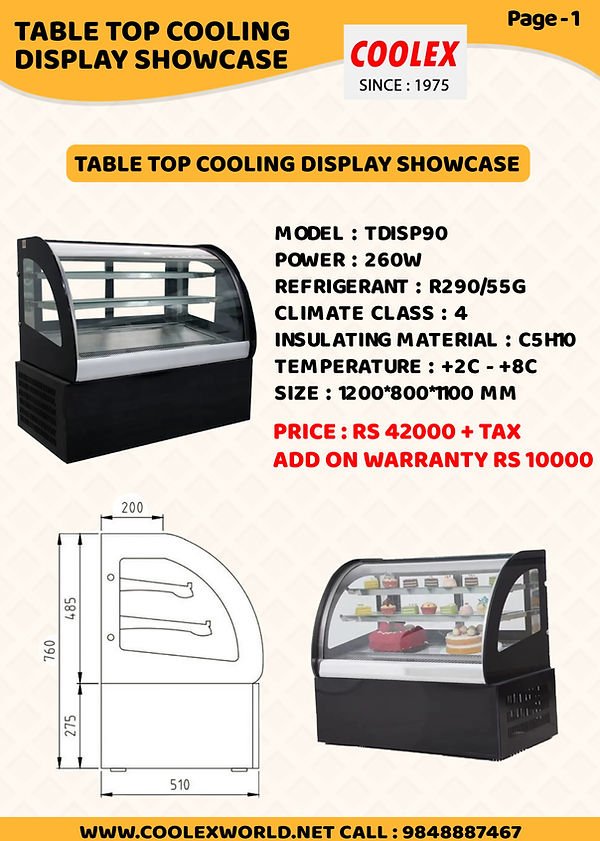 TABLE TOP COOLING
DISPLAY SHOWCASE
Page - 1
COOLEX
SINCE : 1975
TABLE TOP COOLING DISPLAY SHOWCASE
MODEL : TDISP90
POWER : 260W
REFRIGERANT : R290/55G
CLIMATE CLASS : 4
INSULATING MATERIAL : C5H10
TEMPERATURE : +2C - +8C
SIZE : 1200*800*1100 MM
PRICE : RS 42000 + TAX
ADD ON WARRANTY RS 10000
200
485
760
275
510
WWW.COOLEXWORLD.NET CALL : 9848887467